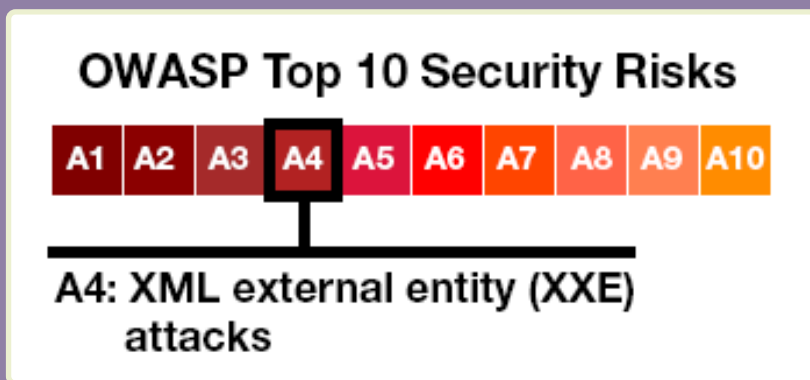 OWASP Top 10 Security Risks
A1 A2 A3 A4 A5 A6 A7 A8 A9 A10
A4: XML external entity (XXE)
attacks